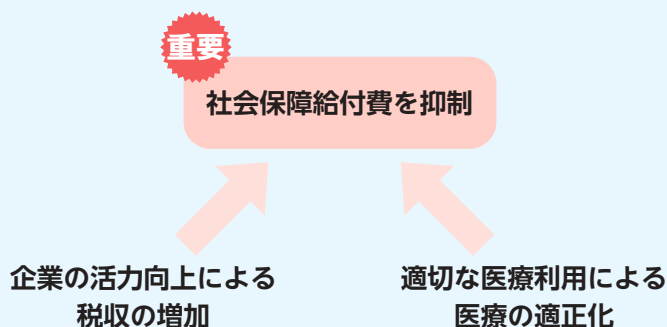 重要
社会保障給付費を抑制
企業の活力向上による
税収の増加
適切な医療利用による
医療の適正化